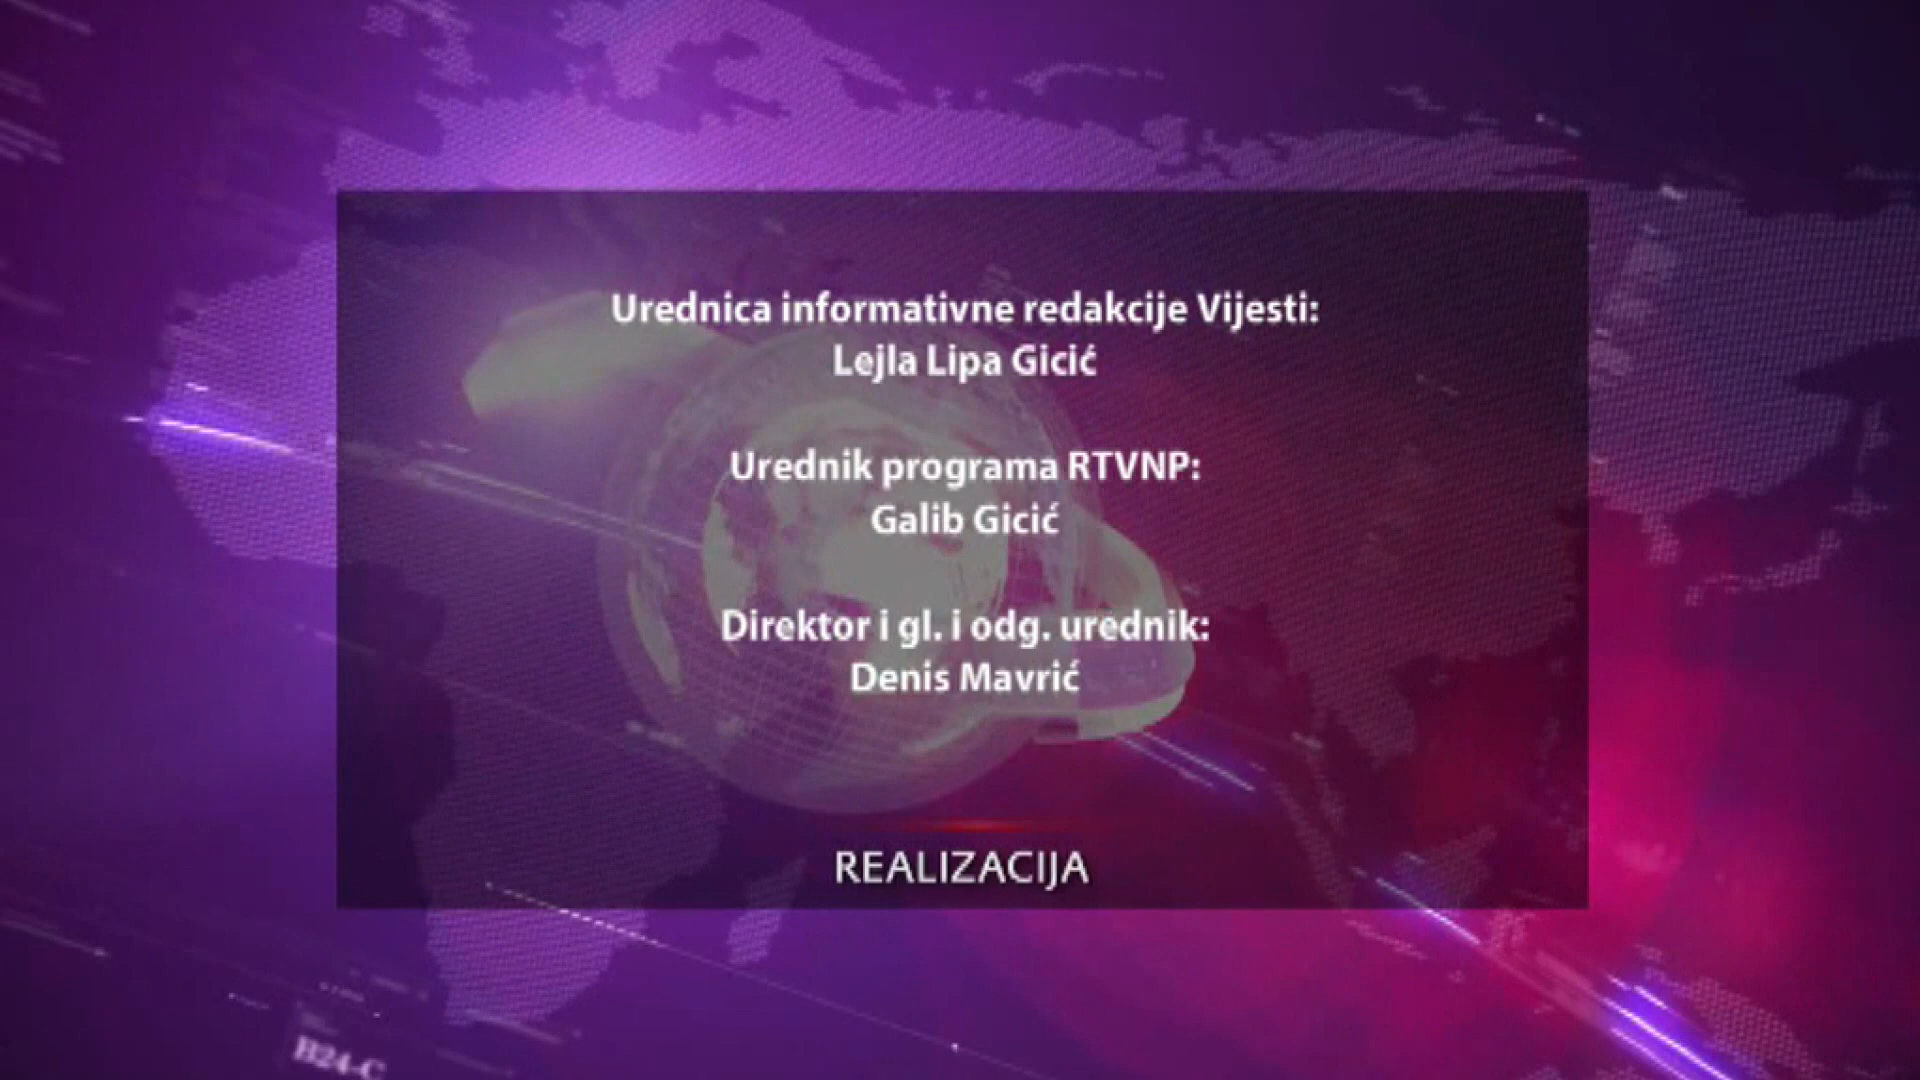 Urednica informativne redakcije Vijesti:
Lejla Lipa Gicić
Urednik programa RTVNP:
Galib Gicić
Direktor i gl. i odg. urednik:
Denis Mavrić
REALIZACIJA
B24-C